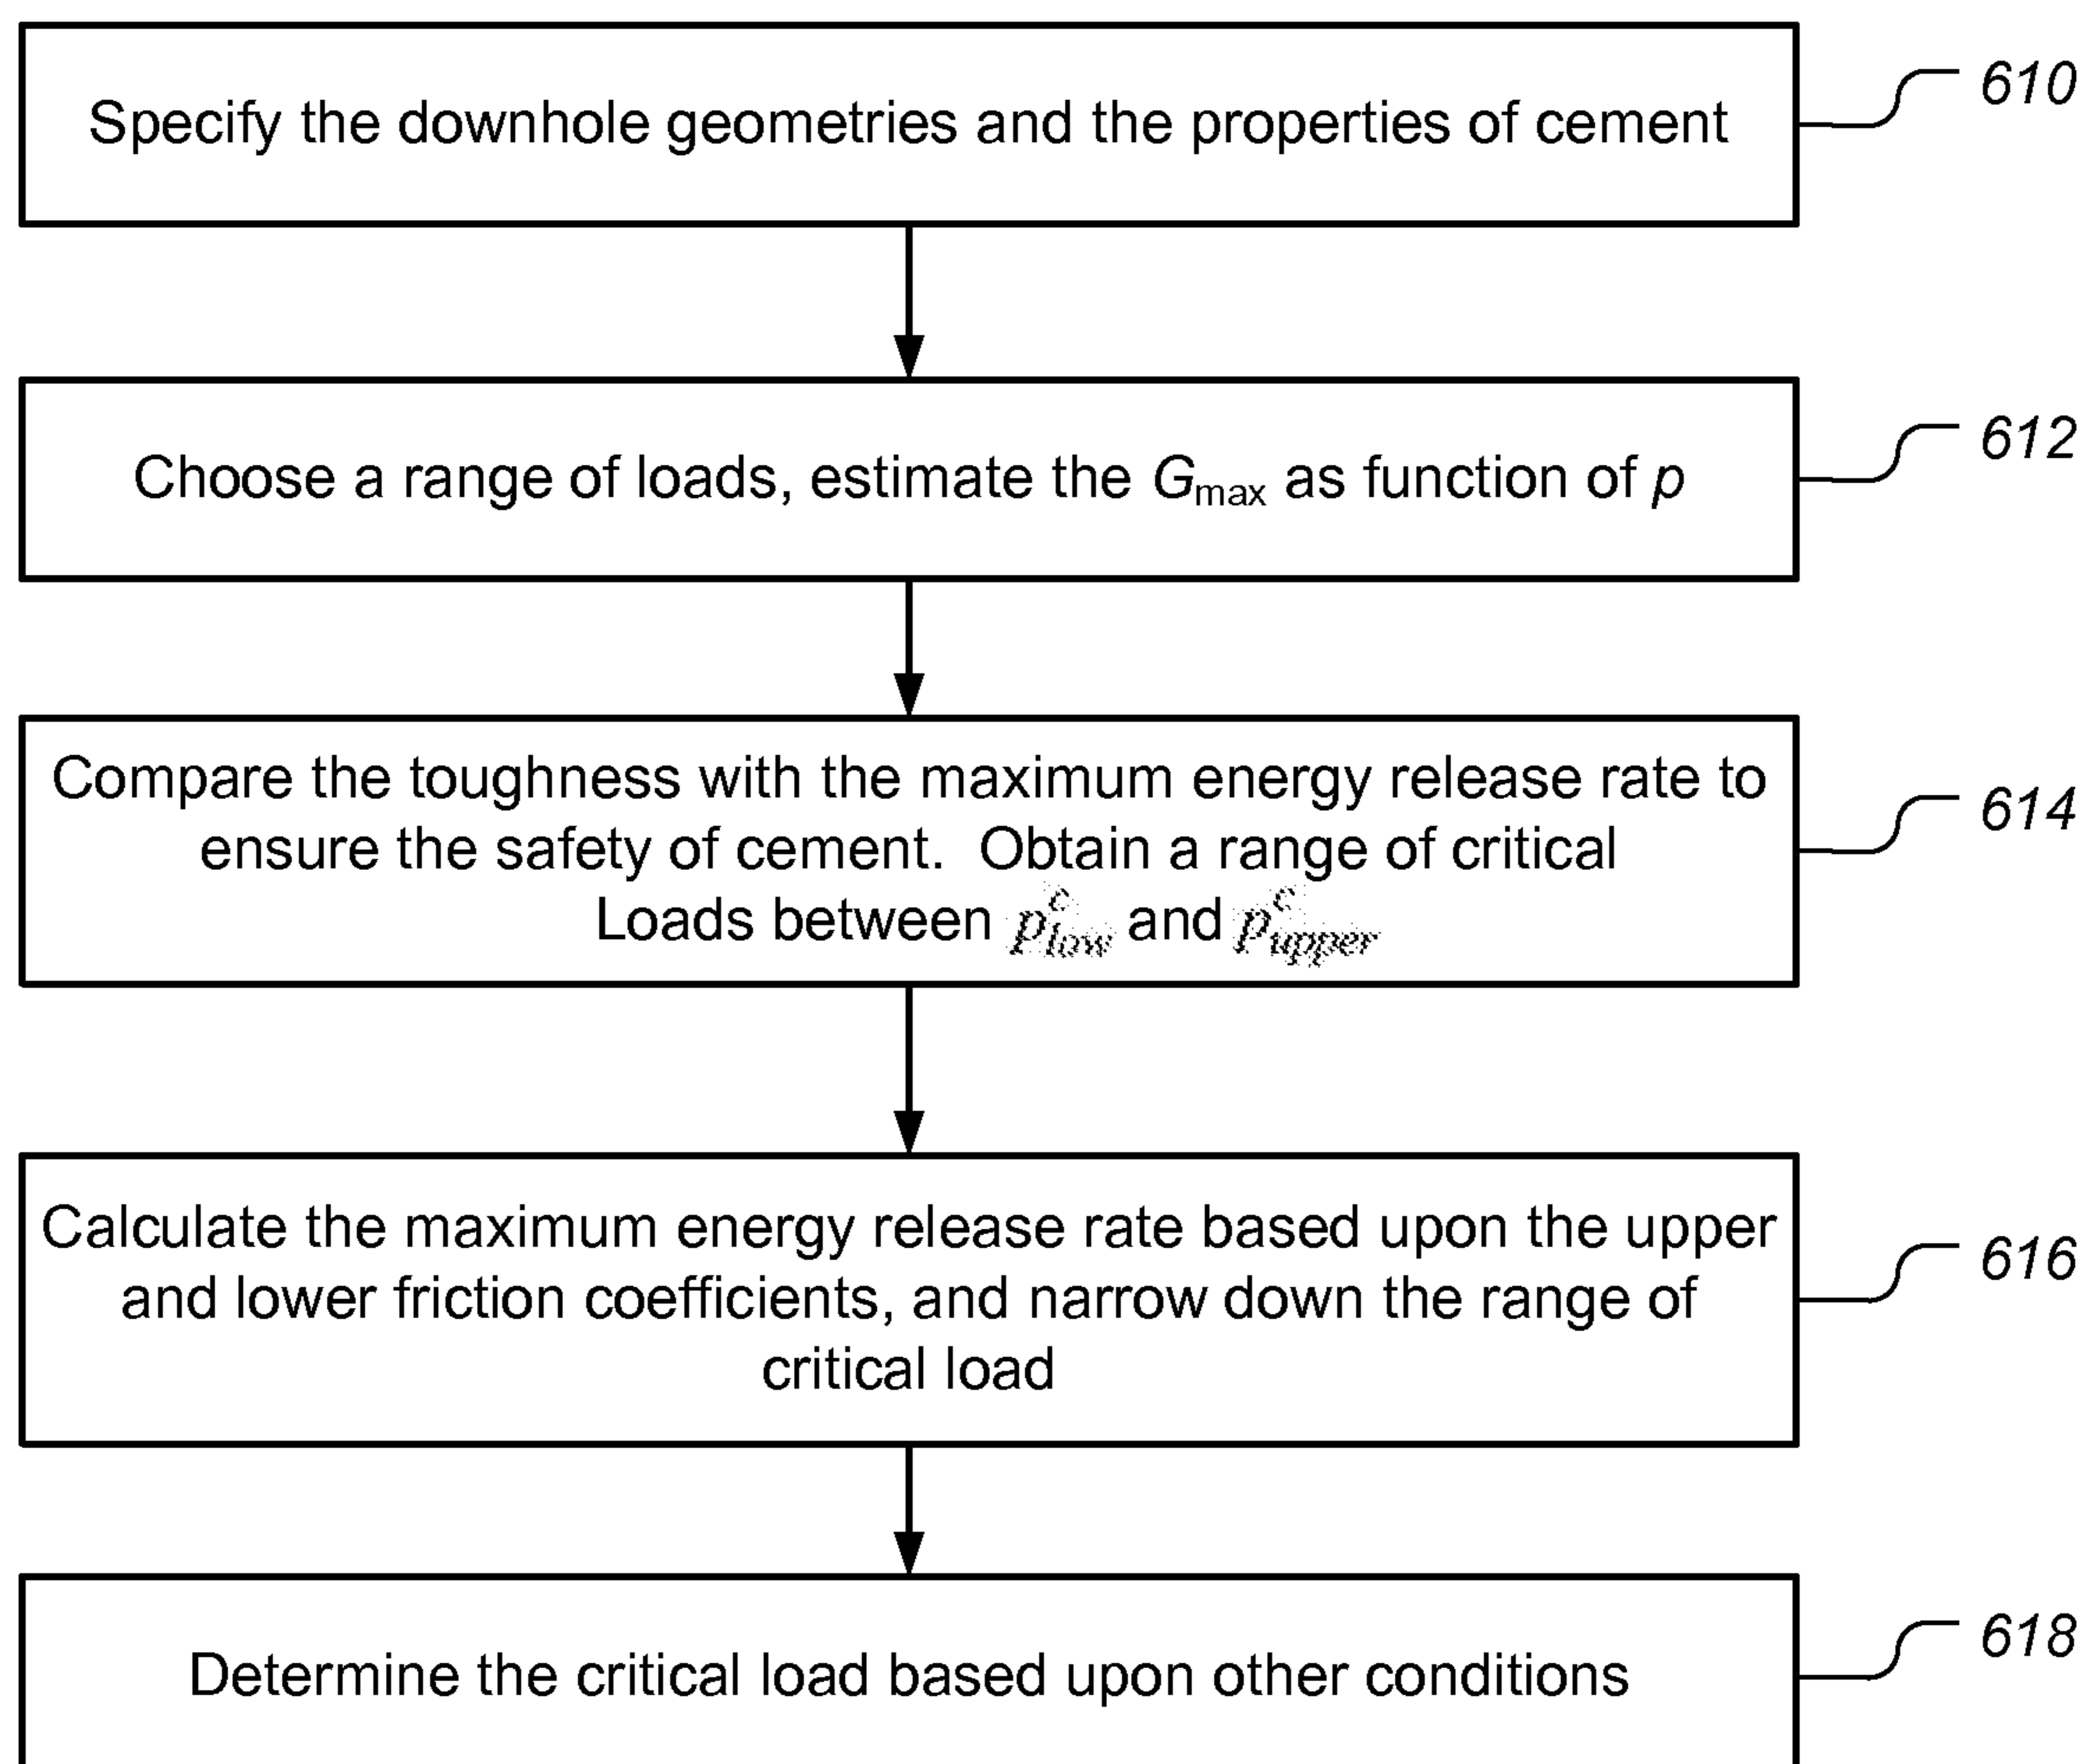 Specify the downhole geometries and the properties of cement
610
Choose a range of loads, estimate the Gmax as function of p
612
Compare the toughness with the maximum energy release rate to
ensure the safety of cement. Obtain a range of critical
Loads between p^c_low and p^c_upper
614
Calculate the maximum energy release rate based upon the upper
and lower friction coefficients, and narrow down the range of
critical load
616
Determine the critical load based upon other conditions
618